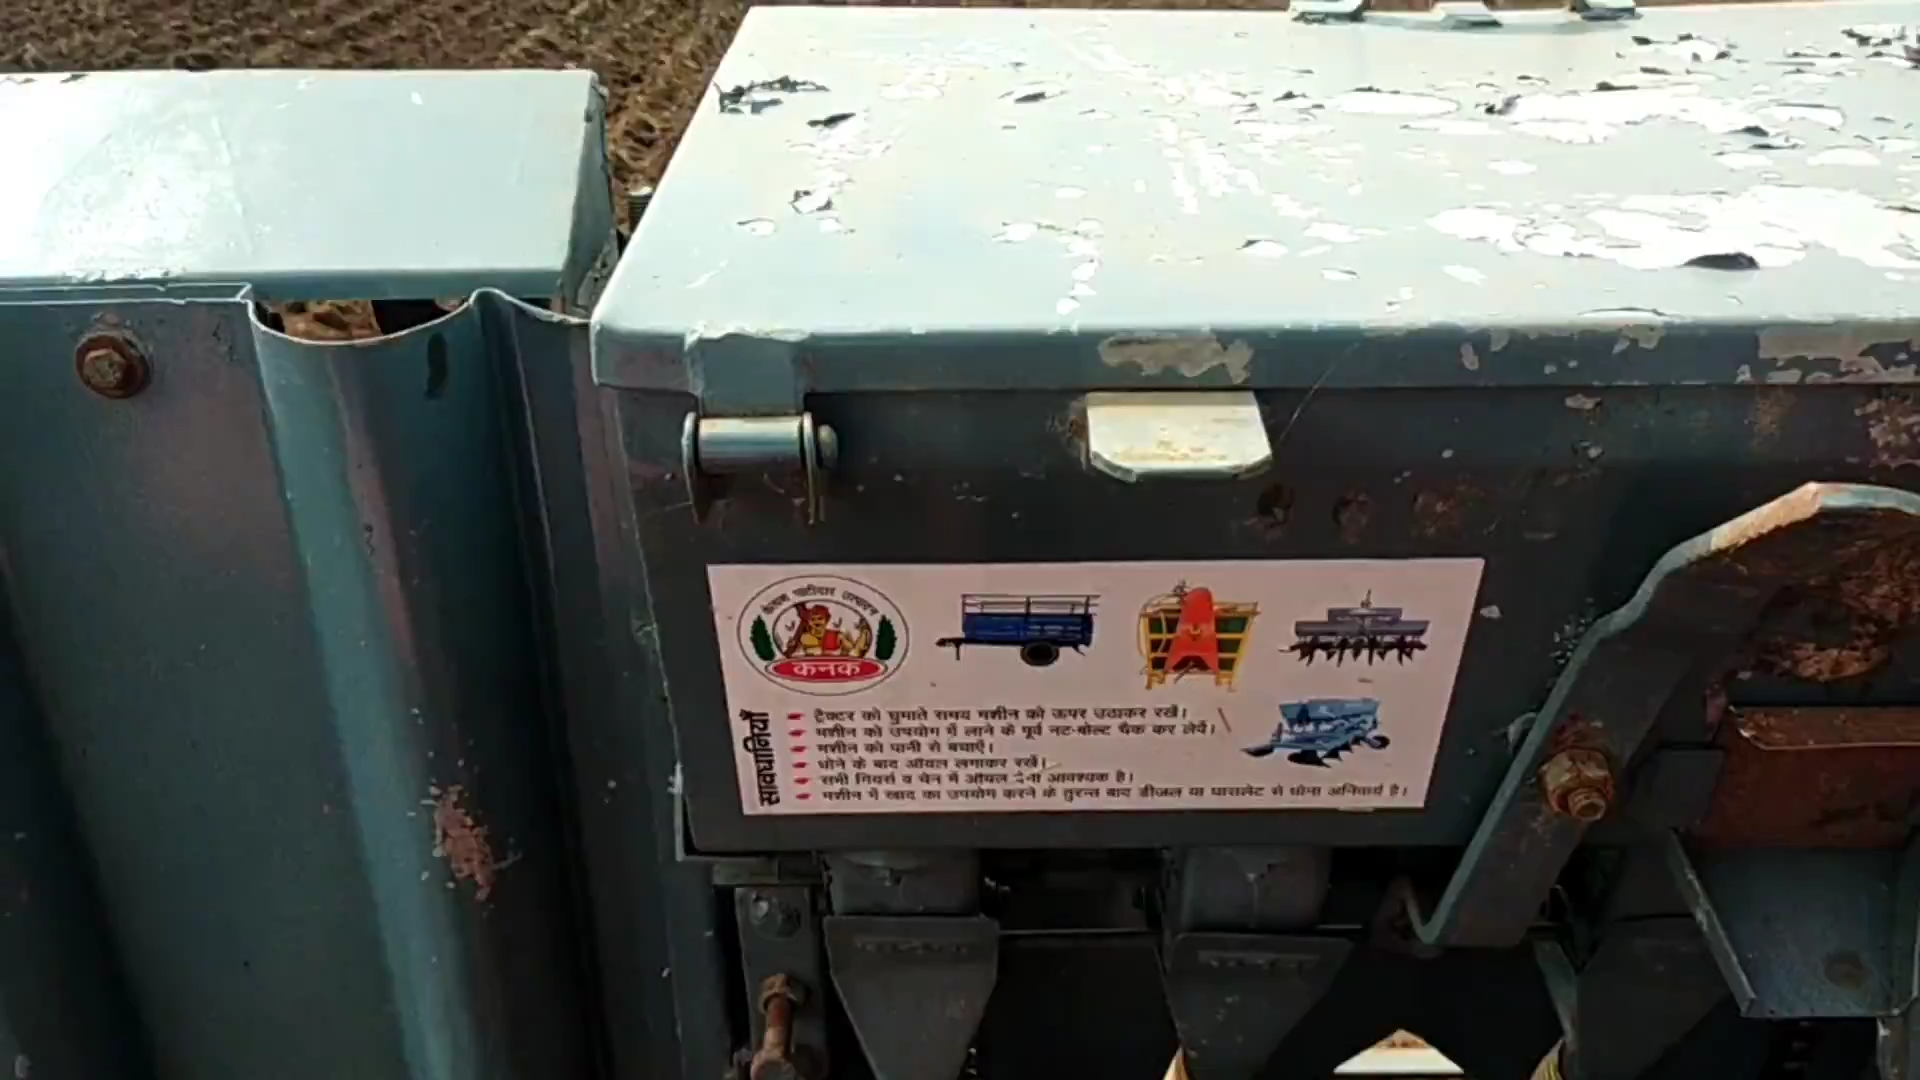 कनक
सावधानियाँ
ट्रैक्टर को घुमाते समय मशीन को ऊपर उठाकर रखें।
मशीन को उपयोग में लाने के पूर्व नट-बोल्ट चैक कर लेवें।
मशीन को पानी से बचाऐं।
धोने के बाद ऑयल लगाकर रखें।
सभी गियर्स व चेन में ऑयल देना आवश्यक है।
मशीन में खाद का उपयोग करने के तुरन्त बाद डीजल या घासलेट से धोना अनिवार्य है।